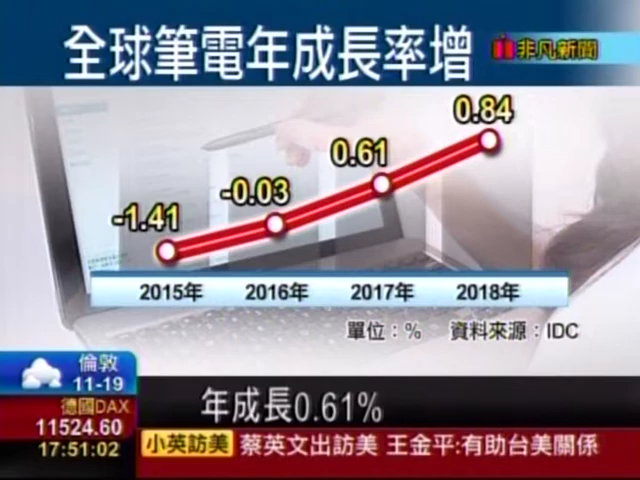 全球筆電年成長率增
非凡新聞
0.84
0.61
-0.03
-1.41
2015年 2016年 2017年 2018年
單位：% 資料來源：IDC
倫敦
11-19
德國DAX
11524.60
17:51:02
年成長0.61%
小英訪美 蔡英文出訪美 王金平:有助台美關係